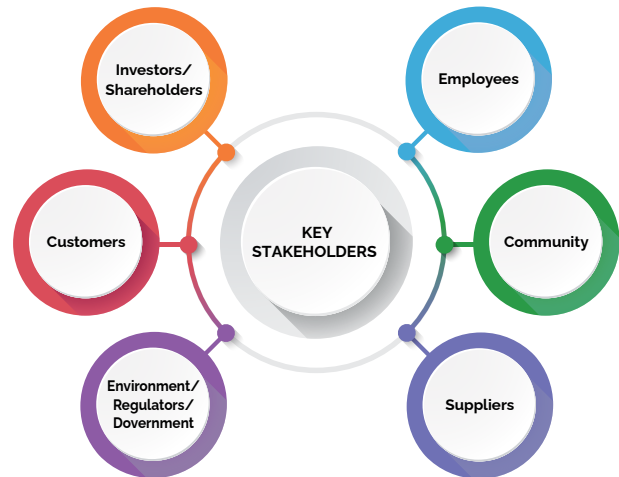 Investors/
Shareholders
Employees
Customers
KEY
STAKEHOLDERS
Community
Environment/
Regulators/
Dovernment
Suppliers